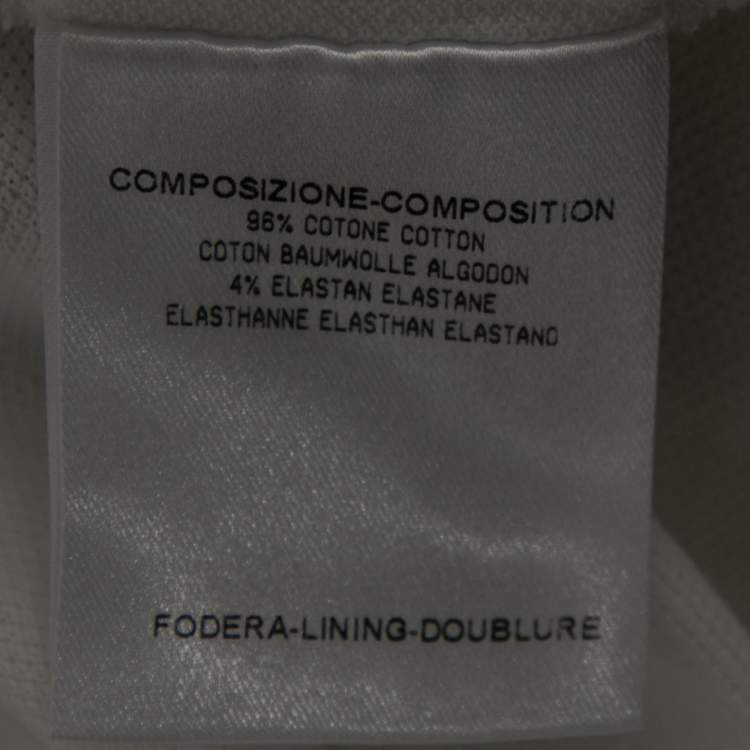 COMPOSIZIONE-COMPOSITION
96% COTONE COTTON
COTON BAUMWOLLE ALGODON
4% ELASTAN ELASTANE
ELASTHANNE ELASTHAN ELASTANO
FODERA-LINING-DOUBLURE